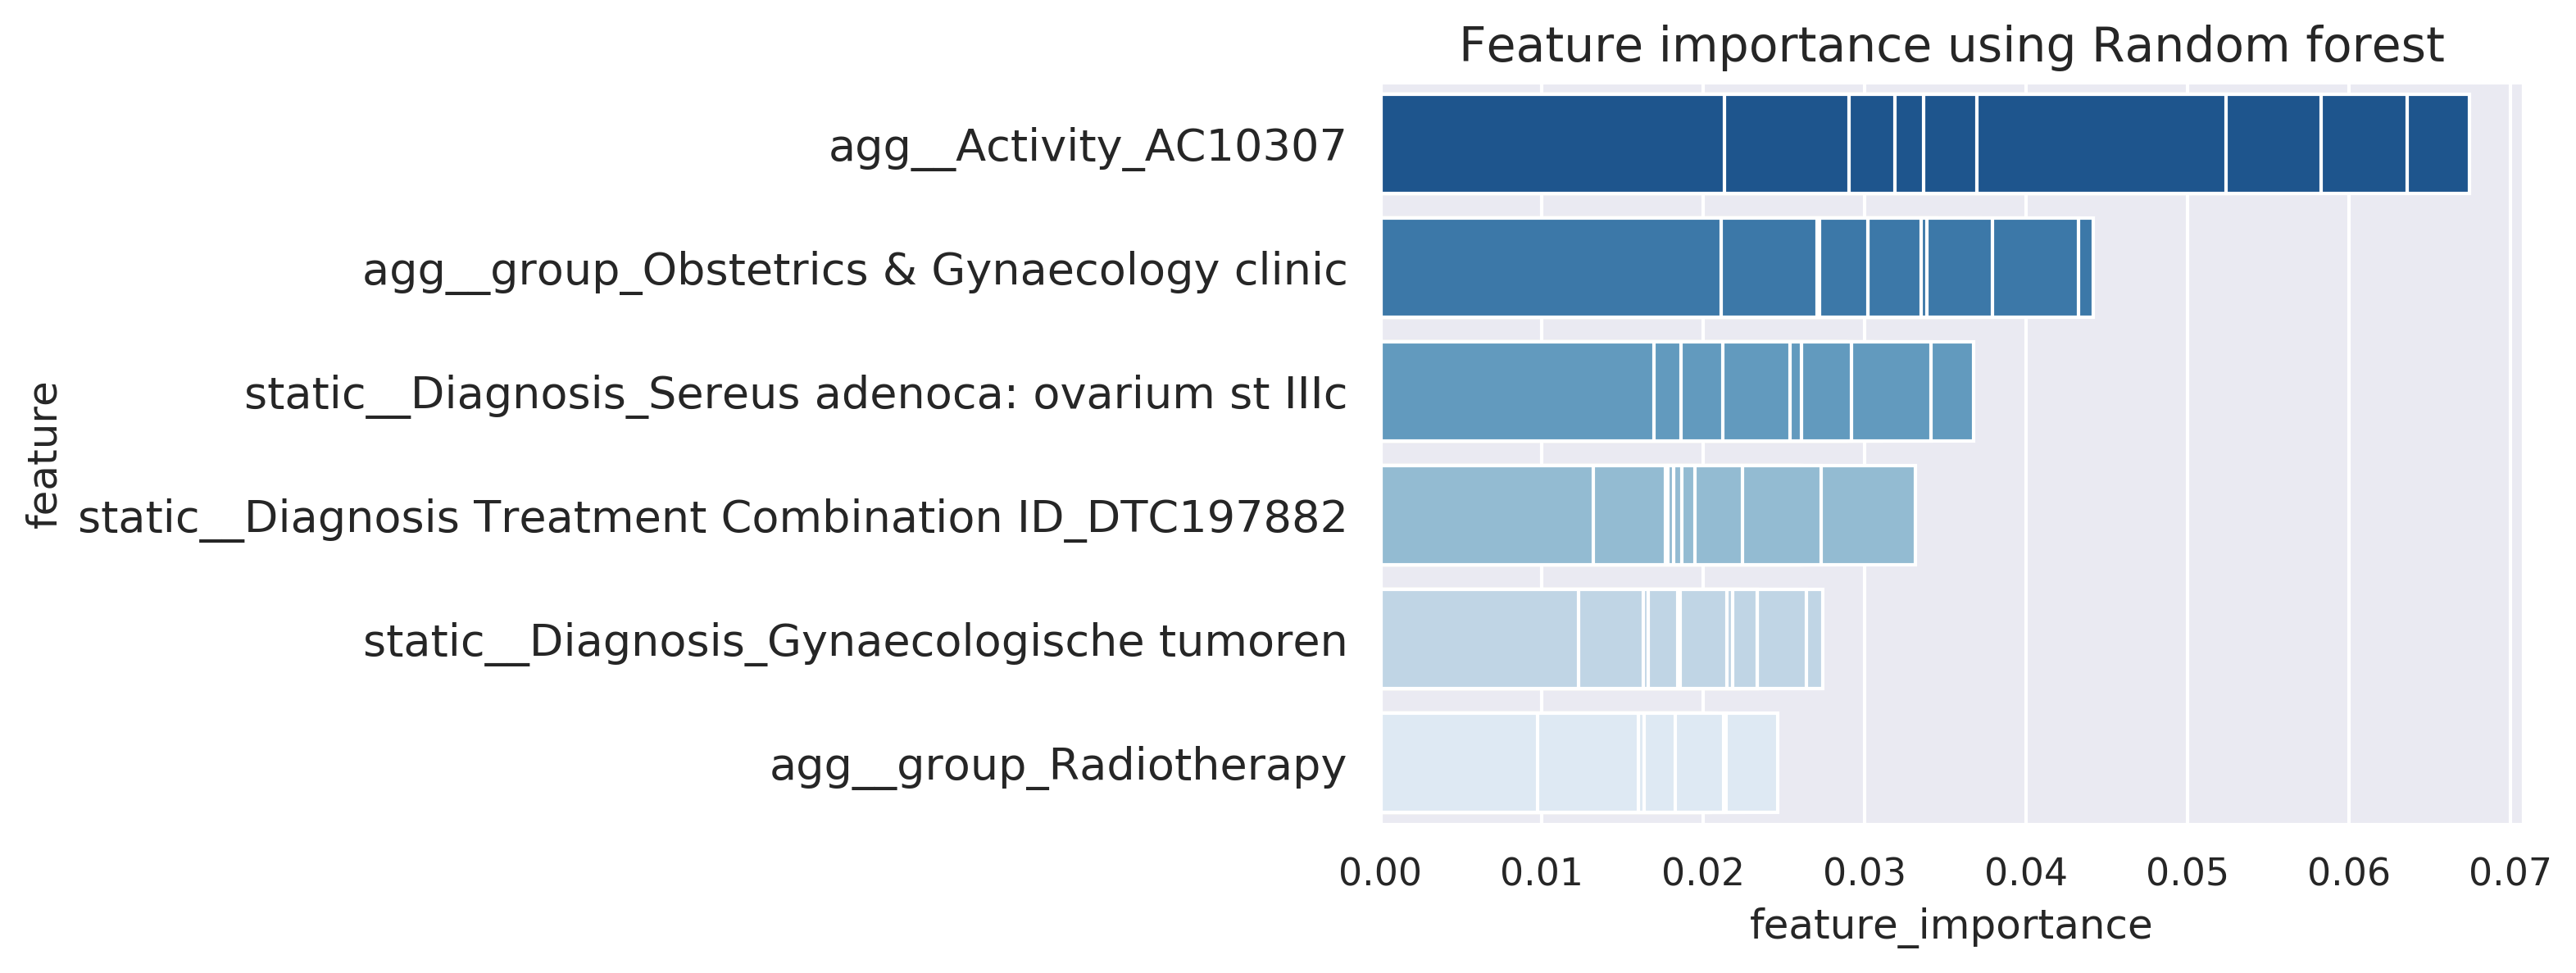 Feature importance using Random forest
feature
agg__Activity_AC10307
agg__group_Obstetrics & Gynaecology clinic
static__Diagnosis_Sereus adenoca: ovarium st IIIc
static__Diagnosis Treatment Combination ID_DTC197882
static__Diagnosis_Gynaecologische tumoren
agg__group_Radiotherapy
0.00 0.01 0.02 0.03 0.04 0.05 0.06 0.07
feature_importance